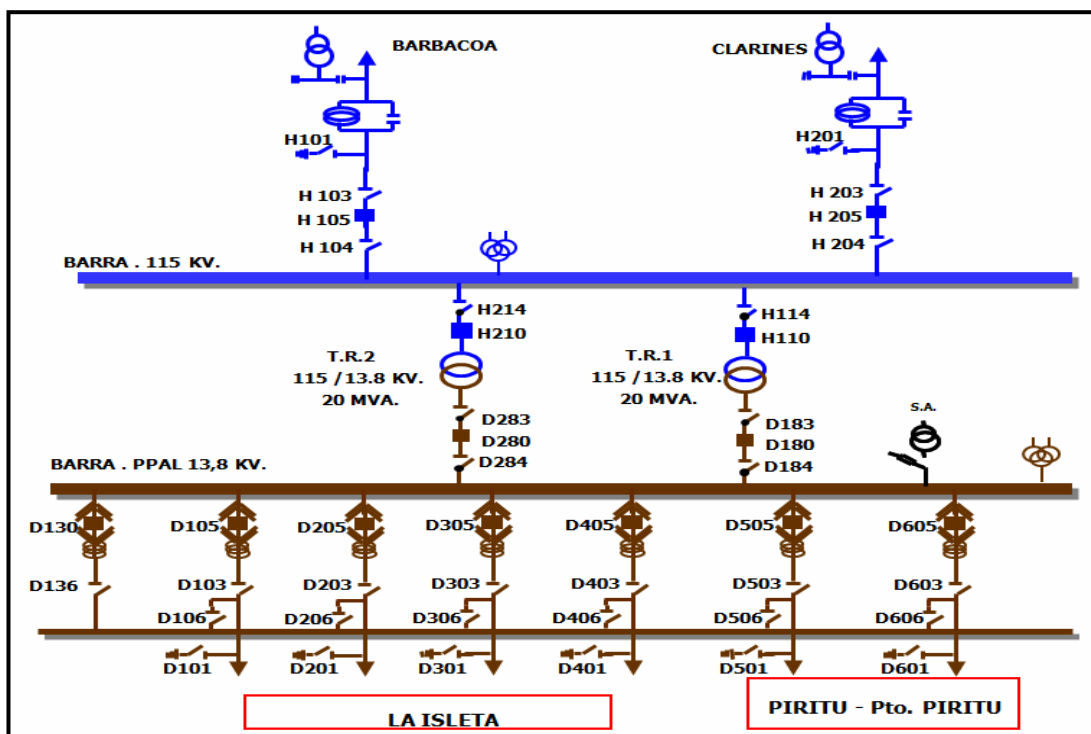 BARBACOA
CLARINES
H101
H201
H 103
H 203
H 105
H 205
H 104
H 204
BARRA . 115 KV.
H214
H114
H210
H110
T.R.2
T.R.1
115 /13.8 KV.
115 /13.8 KV.
20 MVA.
20 MVA.
S.A.
D283
D183
D280
D180
D284
D184
BARRA . PPAL 13,8 KV.
D130
D105
D205
D305
D405
D505
D605
D136
D103
D203
D303
D403
D503
D603
D106
D206
D306
D406
D506
D606
D101
D201
D301
D401
D501
D601
LA ISLETA
PIRITU - Pto. PIRITU